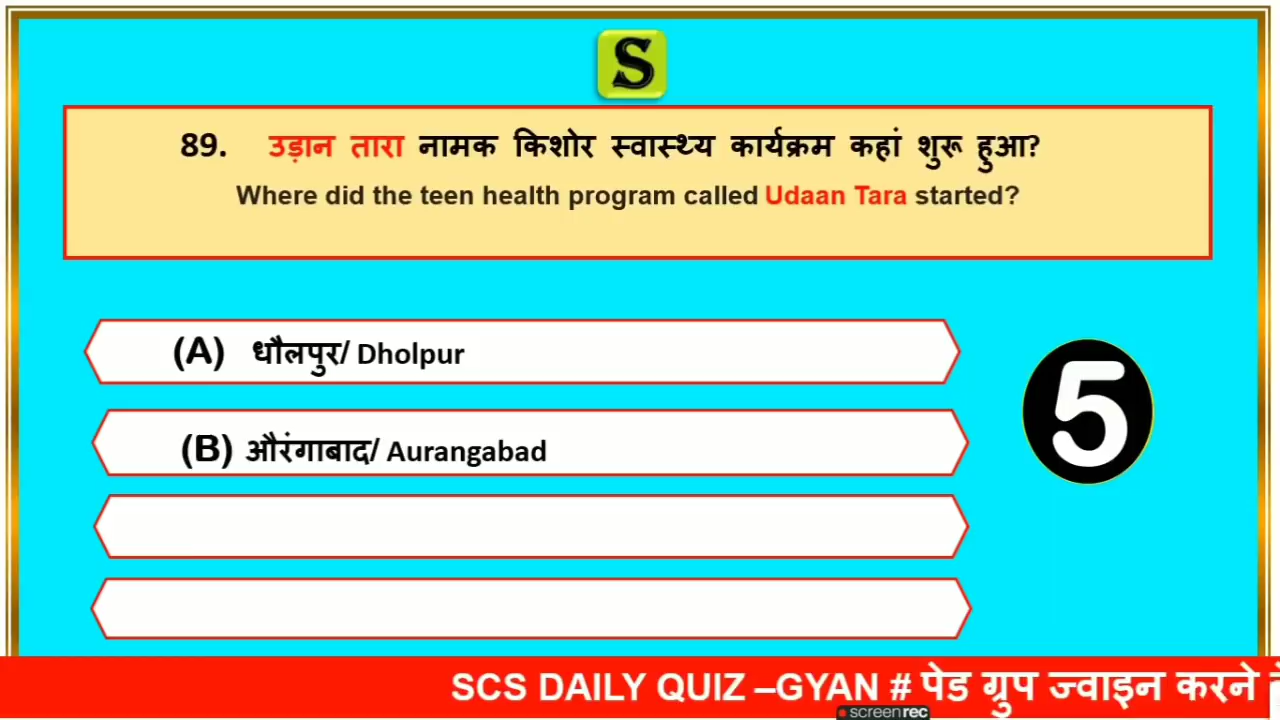 S
89. उड़ान तारा नामक किशोर स्वास्थ्य कार्यक्रम कहां शुरू हुआ?
Where did the teen health program called Udaan Tara started?
(A) धौलपुर/ Dholpur
5
(B) औरंगाबाद/ Aurangabad
SCS DAILY QUIZ –GYAN # पेड ग्रुप ज्वाइन करने
screenrec